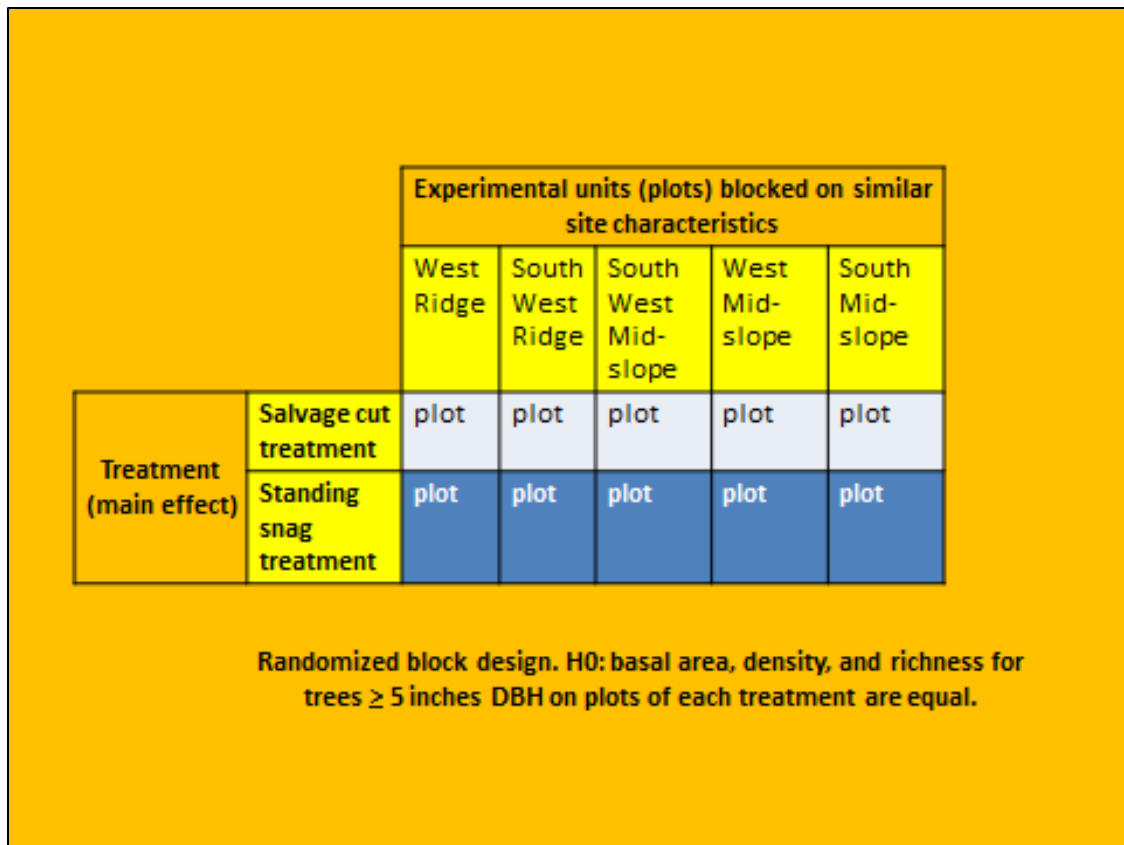 Experimental units (plots) blocked on similar
site characteristics
West
Ridge
South
West
Ridge
South
West
Mid-
slope
West
Mid-
slope
South
Mid-
slope
Treatment
(main effect)
Salvage cut
treatment
plot
plot
plot
plot
plot
Standing
snag
treatment
plot
plot
plot
plot
plot
Randomized block design. H0: basal area, density, and richness for
trees ≥ 5 inches DBH on plots of each treatment are equal.